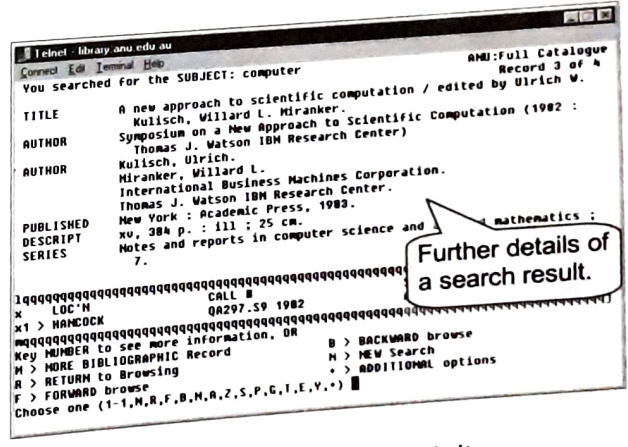 Telnet - library.anu.edu.au
Connect Edit Terminal Help
You searched for the SUBJECT: computer ANU:Full Catalogue
Record 3 of 4
TITLE A new approach to scientific computation / edited by Ulrich W.
Kulisch, Willard L. Miranker.
AUTHOR Symposium on a New Approach to Scientific Computation (1982 :
Thomas J. Watson IBM Research Center)
AUTHOR Kulisch, Ulrich.
Miranker, Willard L.
International Business Machines Corporation.
Thomas J. Watson IBM Research Center.
PUBLISHED New York : Academic Press, 1983.
DESCRIPT xv, 384 p. : ill ; 25 cm.
SERIES Notes and reports in computer science and mathematics ;
7.
Further details of
a search result.
x LOC'N CALL #
x1 > HANCOCK QA297.S9 1982
Key NUMBER to see more information, OR
M > MORE BIBLIOGRAPHIC Record B > BACKWARD browse
R > RETURN to Browsing N > NEW Search
F > FORWARD browse + > ADDITIONAL options
Choose one (1-1,M,R,F,B,N,A,Z,S,P,G,T,E,Y,+)